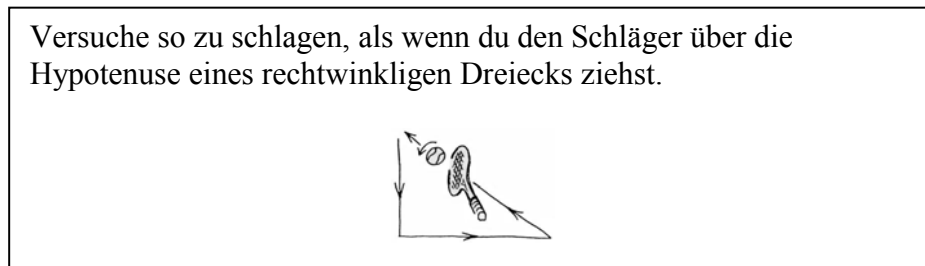 Versuche so zu schlagen, als wenn du den Schläger über die
Hypotenuse eines rechtwinkligen Dreiecks ziehst.